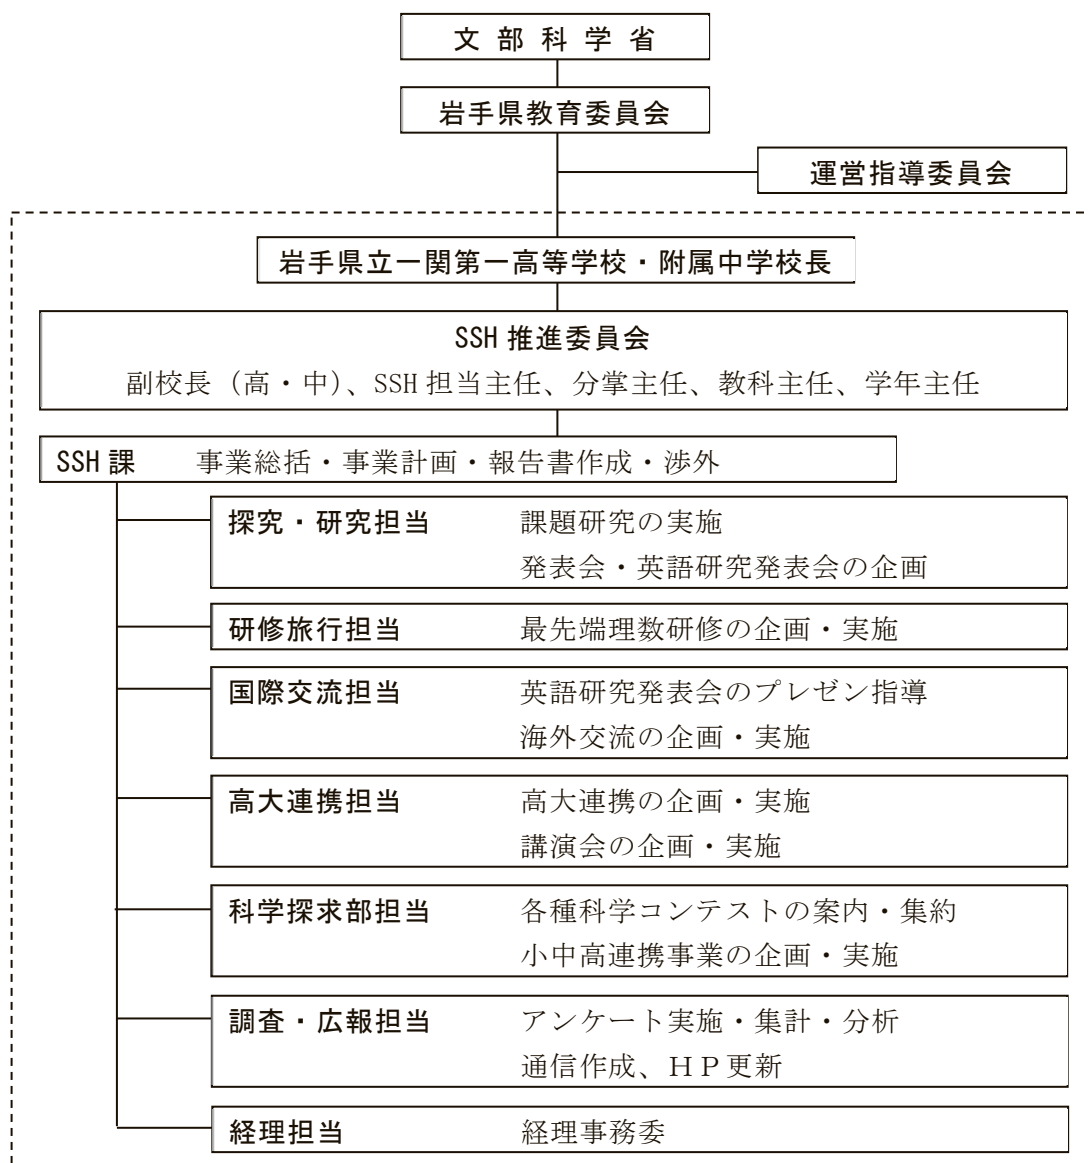 文部科学省
岩手県教育委員会
運営指導委員会
岩手県立一関第一高等学校・附属中学校長
SSH 推進委員会
副校長（高・中）、SSH 担当主任、分掌主任、教科主任、学年主任
SSH 課 事業総括・事業計画・報告書作成・渉外
探究・研究担当 課題研究の実施
発表会・英語研究発表会の企画
研修旅行担当 最先端理数研修の企画・実施
国際交流担当 英語研究発表会のプレゼン指導
海外交流の企画・実施
高大連携担当 高大連携の企画・実施
講演会の企画・実施
科学探求部担当 各種科学コンテストの案内・集約
小中高連携事業の企画・実施
調査・広報担当 アンケート実施・集計・分析
通信作成、ＨＰ更新
経理担当 経理事務委